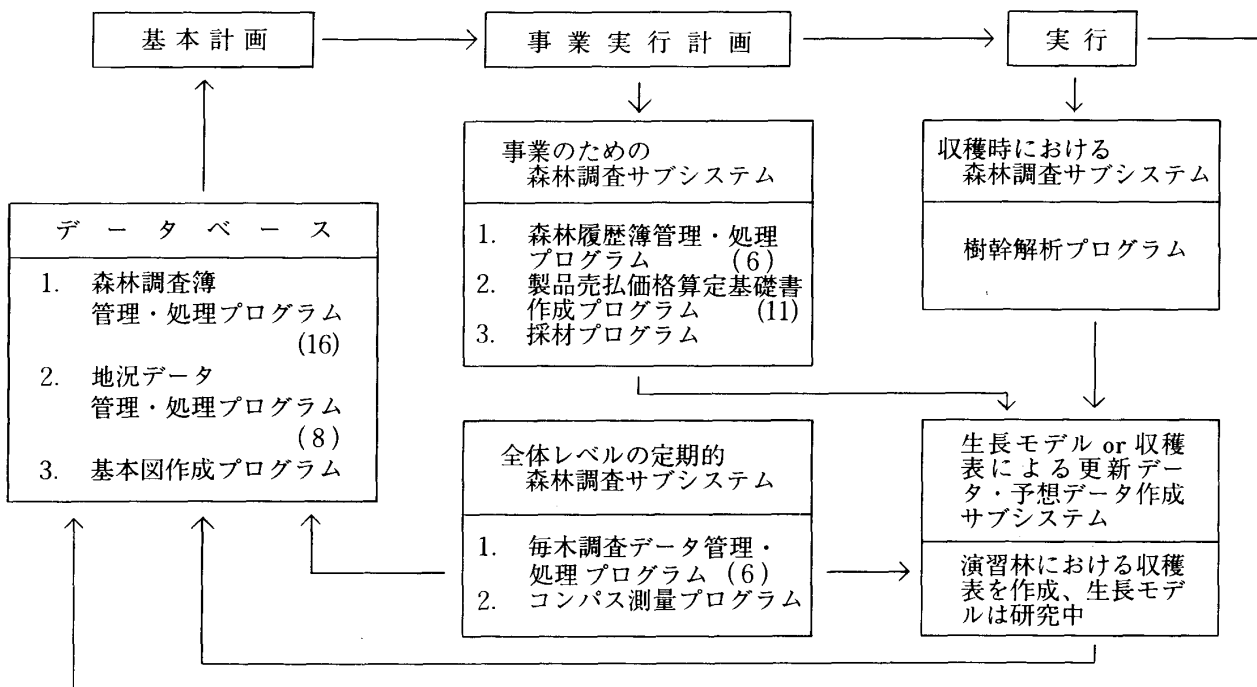 基本計画
事業実行計画
実行
データベース
1. 森林調査簿
管理・処理プログラム
(16)
2. 地況データ
管理・処理プログラム
(8)
3. 基本図作成プログラム
事業のための
森林調査サブシステム
1. 森林履歴簿管理・処理
プログラム (6)
2. 製品売払価格算定基礎書
作成プログラム (11)
3. 採材プログラム
収穫時における
森林調査サブシステム
樹幹解析プログラム
全体レベルの定期的
森林調査サブシステム
1. 毎木調査データ管理・
処理プログラム (6)
2. コンパス測量プログラム
生長モデル or 収穫
表による更新デー
タ・予想データ作成
サブシステム
演習林における収穫
表を作成、生長モデ
ルは研究中